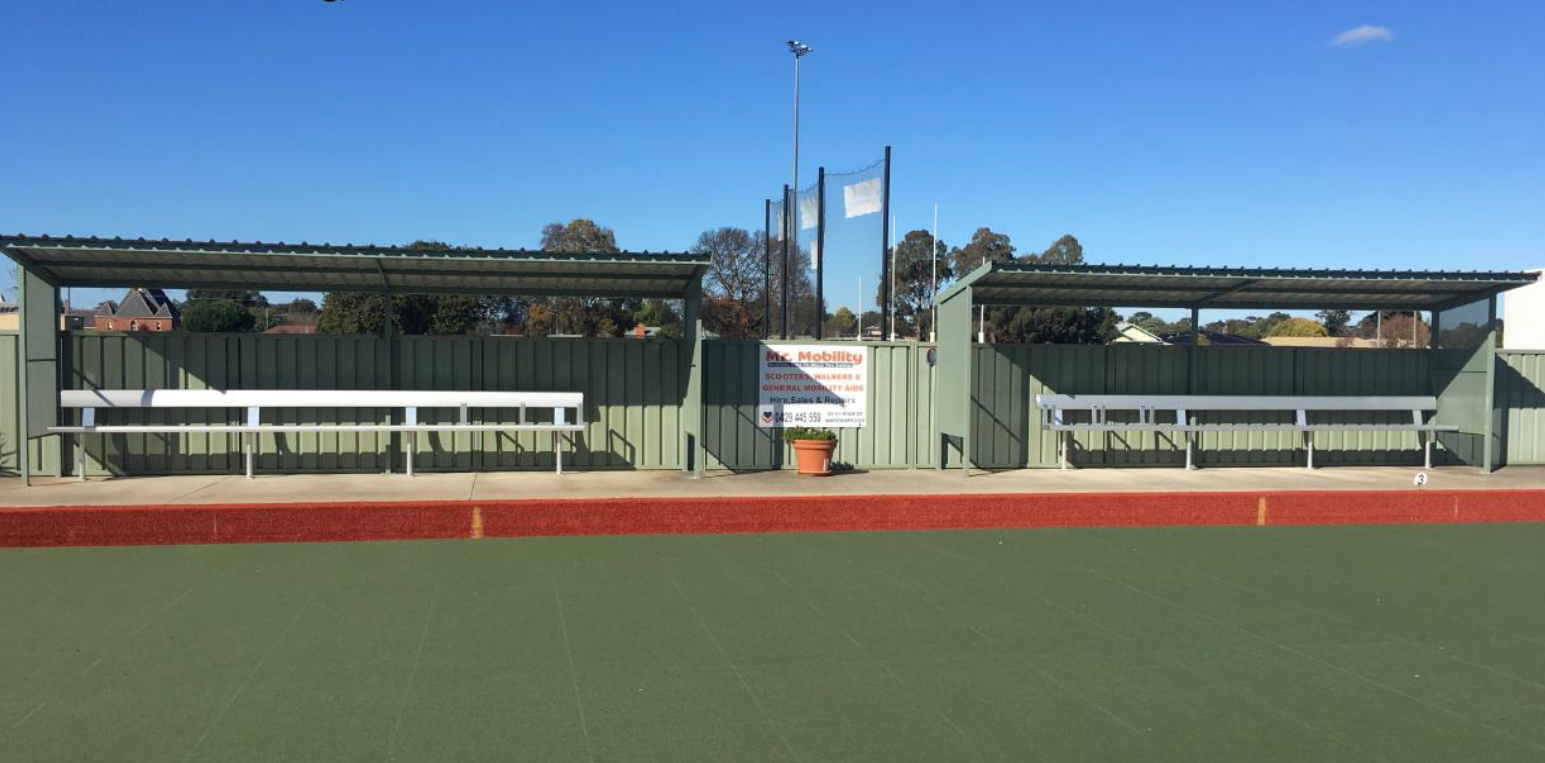 Mr. Mobility
SCOOTERS, WALKERS &
GENERAL MOBILITY AIDS
Hire, Sales & Repairs
0429 445 550
3